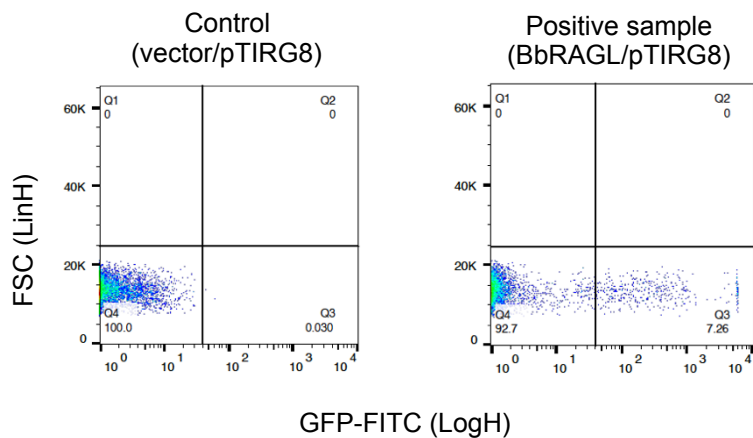 Control
(vector/pTIRG8)
Positive sample
(BbRAGL/pTIRG8)
FSC (LinH)
60K
40K
20K
0
Q1
0
Q2
0
Q4
100.0
Q3
0.030
10^0
10^1
10^2
10^3
10^4
60K
40K
20K
0
Q1
0
Q2
0
Q4
92.7
Q3
7.26
10^0
10^1
10^2
10^3
10^4
GFP-FITC (LogH)